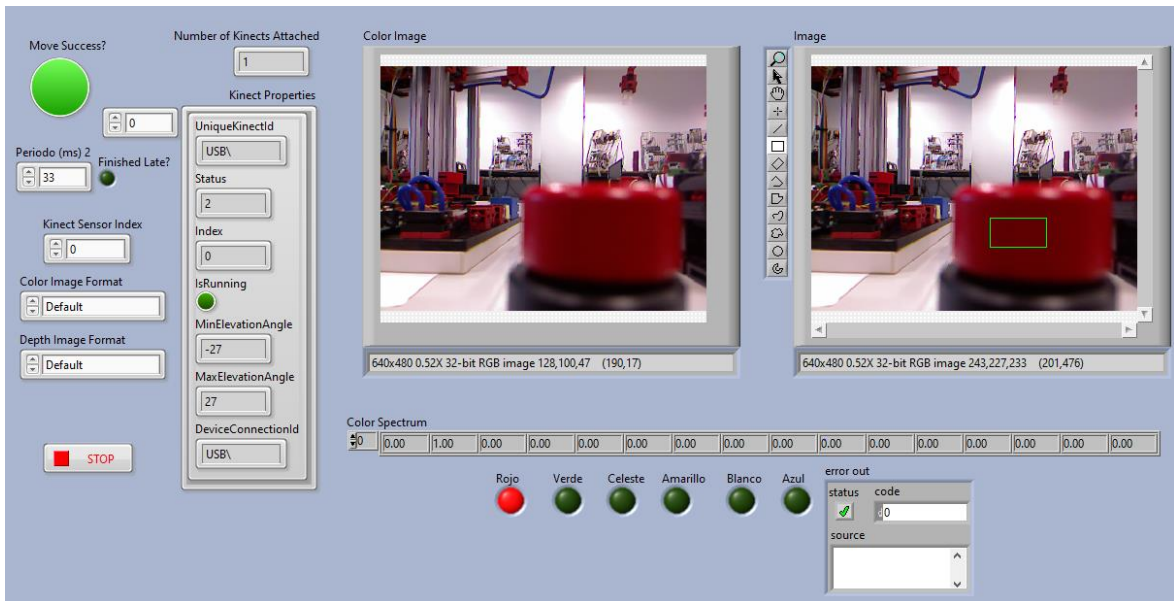 Move Success?
Number of Kinects Attached
1
0
Periodo (ms) 2
33
Finished Late?
Kinect Sensor Index
0
Color Image Format
Default
Depth Image Format
Default
STOP
Kinect Properties
UniqueKinectId
USB\
Status
2
Index
0
IsRunning
MinElevationAngle
-27
MaxElevationAngle
27
DeviceConnectionId
USB\
Color Image
640x480 0.52X 32-bit RGB image 128,100,47 (190,17)
Image
640x480 0.52X 32-bit RGB image 243,227,233 (201,476)
Color Spectrum
0 0.00 1.00 0.00 0.00 0.00 0.00 0.00 0.00 0.00 0.00 0.00 0.00 0.00 0.00 0.00 0.00
Rojo Verde Celeste Amarillo Blanco Azul
error out
status code
d 0
source